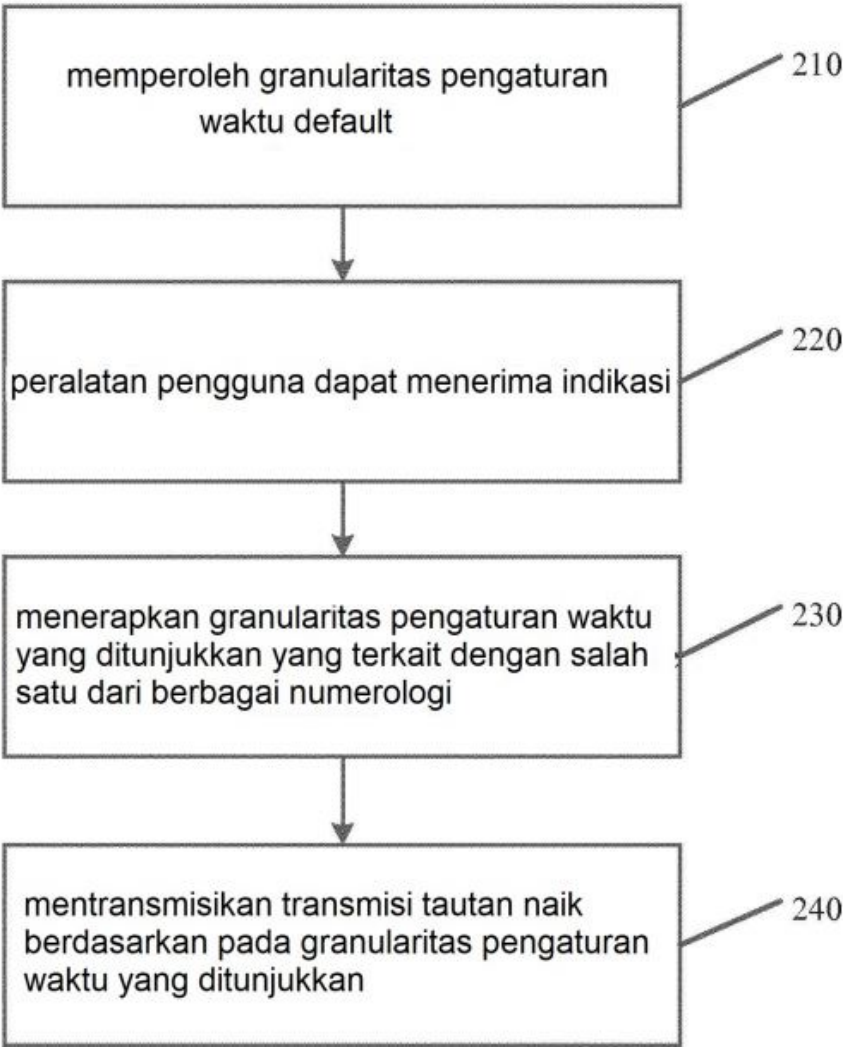 memperoleh granularitas pengaturan
waktu default
210
peralatan pengguna dapat menerima indikasi
220
menerapkan granularitas pengaturan waktu
yang ditunjukkan yang terkait dengan salah
satu dari berbagai numerologi
230
mentransmisikan transmisi tautan naik
berdasarkan pada granularitas pengaturan
waktu yang ditunjukkan
240